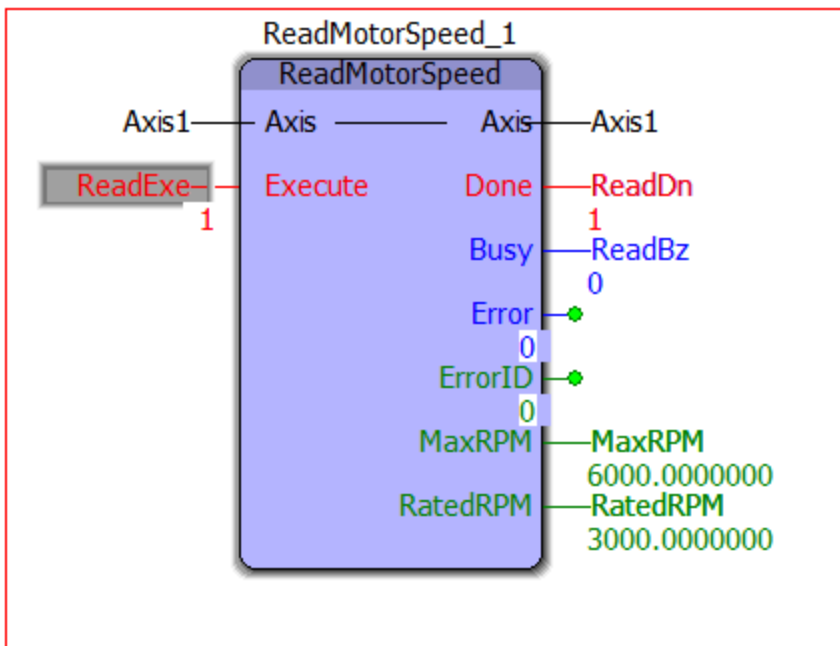 ReadMotorSpeed_1
ReadMotorSpeed
Axis1 Axis Axis Axis1
ReadExe Execute Done ReadDn
1 1
Busy ReadBz
0
Error
0
ErrorID
0
MaxRPM MaxRPM
6000.0000000
RatedRPM RatedRPM
3000.0000000